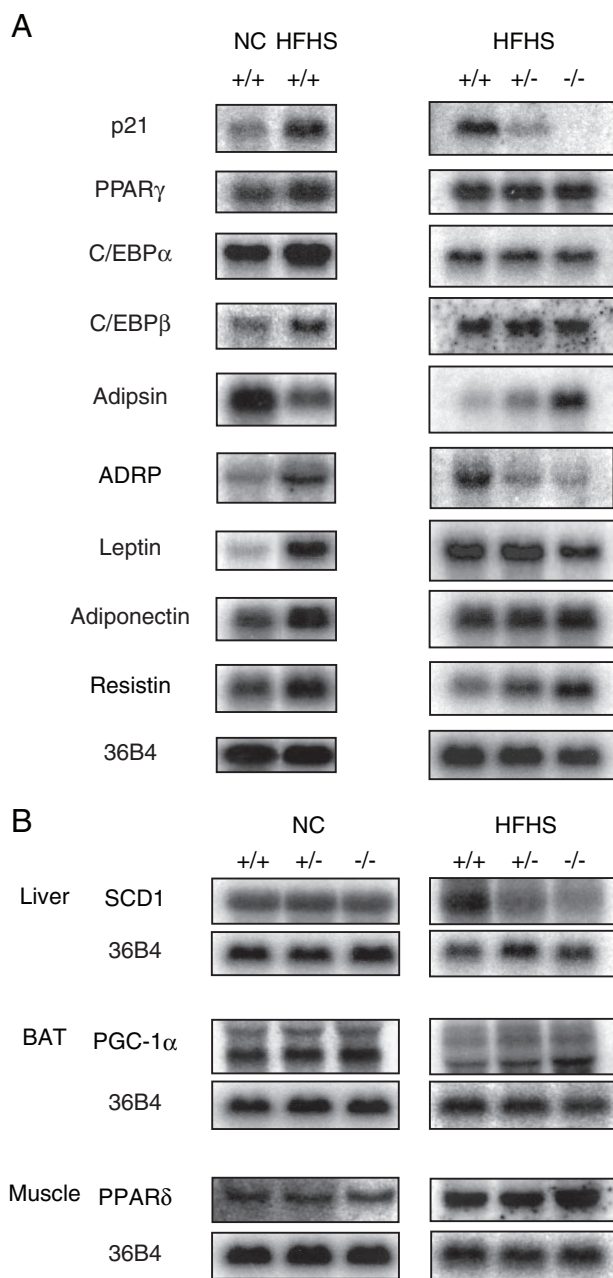 A
NC HFHS HFHS
+/+ +/+ +/+ +/- -/-
p21
PPARγ
C/EBPα
C/EBPβ
Adipsin
ADRP
Leptin
Adiponectin
Resistin
36B4
B
NC HFHS
+/+ +/- -/- +/+ +/- -/-
Liver SCD1
36B4
BAT PGC-1α
36B4
Muscle PPARδ
36B4